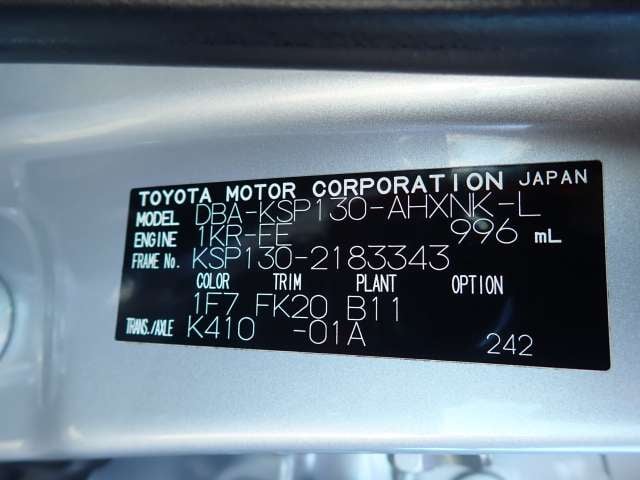 TOYOTA MOTOR CORPORATION JAPAN
MODEL DBA-KSP130-AHXNK-L
ENGINE 1KR-FE 996 mL
FRAME No. KSP130-2183343
COLOR TRIM PLANT OPTION
1F7 FK20 B11
TRANS./AXLE K410 -01A 242